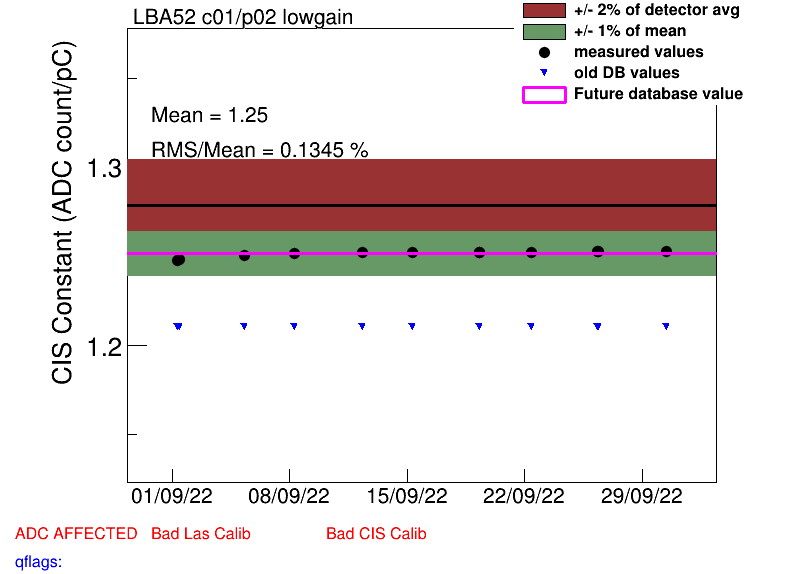 LBA52 c01/p02 lowgain
+/- 2% of detector avg
+/- 1% of mean
measured values
old DB values
Future database value
Mean = 1.25
RMS/Mean = 0.1345 %
CIS Constant (ADC count/pC)
1.3
1.2
01/09/22 08/09/22 15/09/22 22/09/22 29/09/22
ADC AFFECTED Bad Las Calib Bad CIS Calib
qflags: